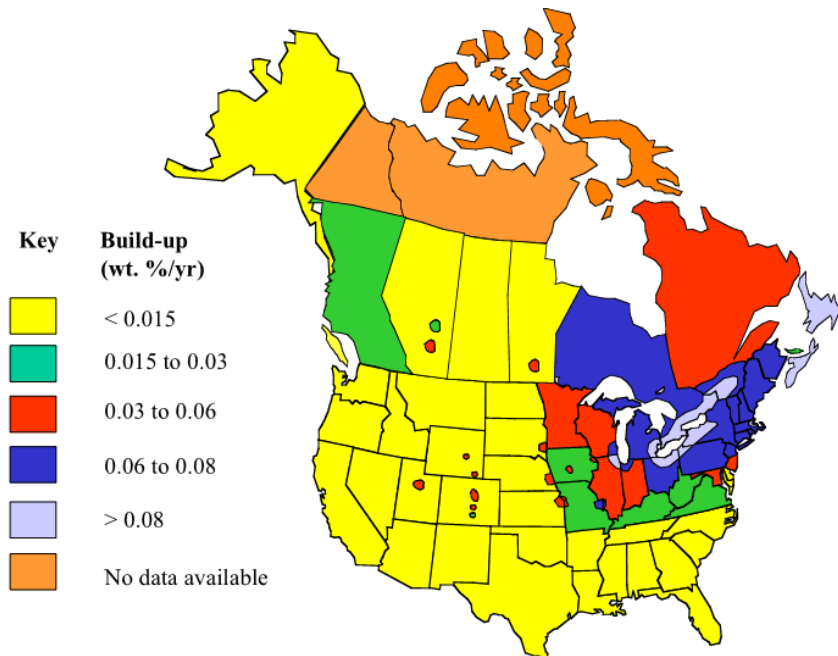 Key Build-up
(wt. %/yr)
< 0.015
0.015 to 0.03
0.03 to 0.06
0.06 to 0.08
> 0.08
No data available